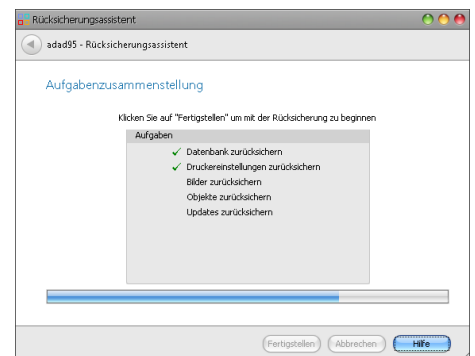 Rücksicherungsassistent
adad95 - Rücksicherungsassistent
Aufgabenzusammenstellung
Klicken Sie auf "Fertigstellen" um mit der Rücksicherung zu beginnen
Aufgaben
Datenbank zurücksichern
Druckereinstellungen zurücksichern
Bilder zurücksichern
Objekte zurücksichern
Updates zurücksichern
Fertigstellen Abbrechen Hilfe